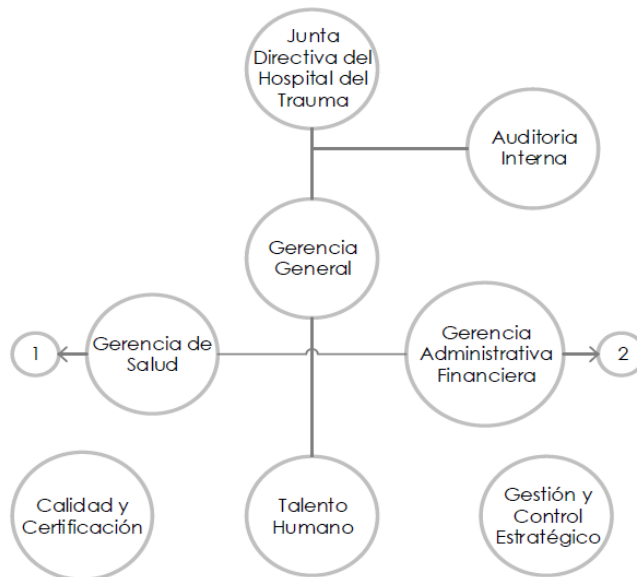 Junta
Directiva del
Hospital del
Trauma
Auditoria
Interna
Gerencia
General
1
Gerencia de
Salud
Gerencia
Administrativa
Financiera
2
Calidad y
Certificación
Talento
Humano
Gestión y
Control
Estratégico